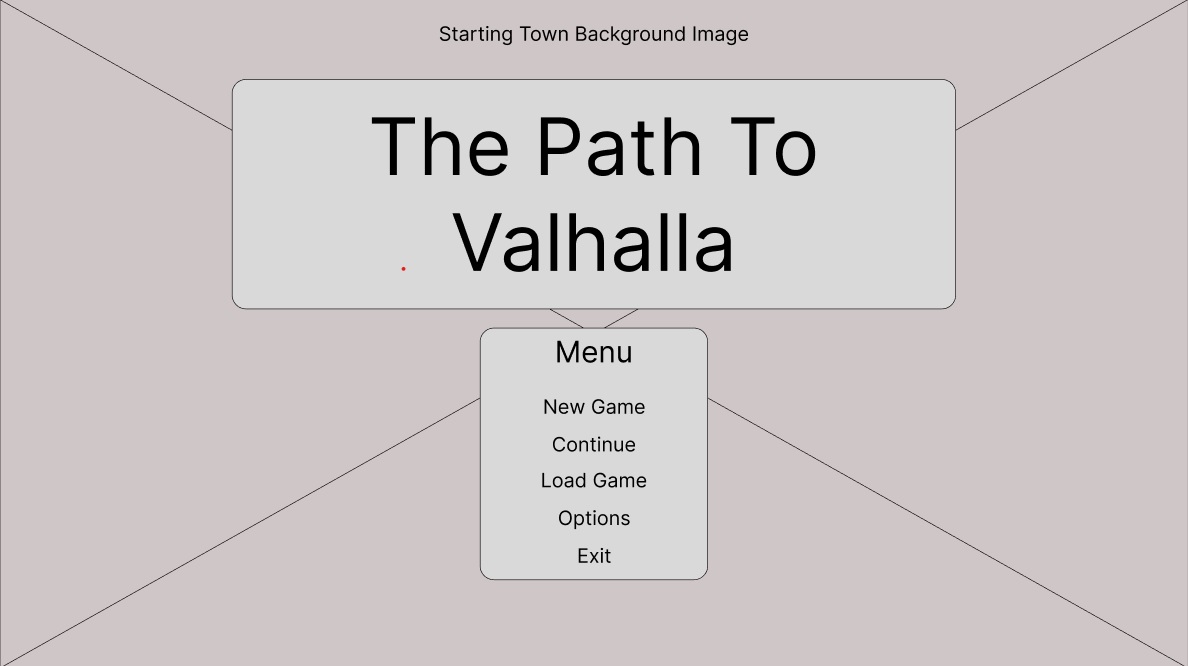 Starting Town Background Image
The Path To
Valhalla
Menu
New Game
Continue
Load Game
Options
Exit